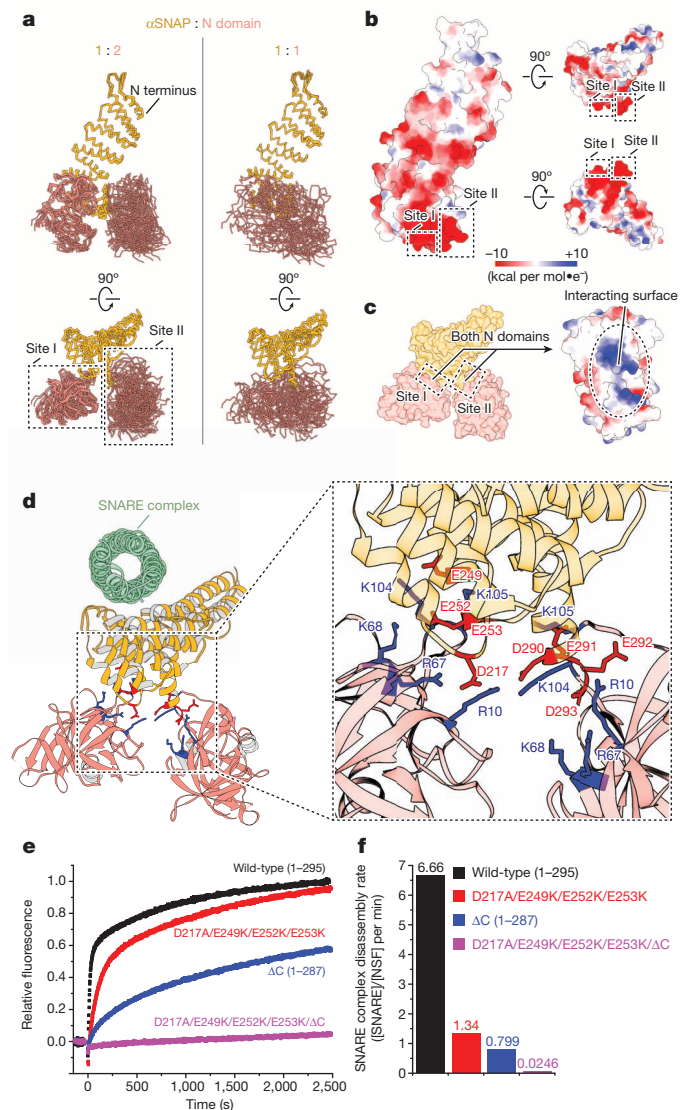 a
αSNAP : N domain
1 : 2
1 : 1
N terminus
90º
90º
Site I
Site II
b
90º
Site I
Site II
Site I
Site II
90º
Site I
Site II
−10
+10
(kcal per mol•e⁻)
c
Interacting surface
Both N domains
Site I
Site II
d
SNARE complex
E249
K104
K105
E252
K105
K68
E253
D290
E291
E292
R67
D217
K104
R10
R10
D293
K68
R67
e
Relative fluorescence
1.0
0.8
0.6
0.4
0.2
0.0
Wild-type (1–295)
D217A/E249K/E252K/E253K
ΔC (1–287)
D217A/E249K/E252K/E253K/ΔC
0
500
1,000
1,500
2,000
2,500
Time (s)
f
SNARE complex disassembly rate
([SNARE]/[NSF] per min)
7
6
5
4
3
2
1
0
6.66
1.34
0.799
0.0246
Wild-type (1–295)
D217A/E249K/E252K/E253K
ΔC (1–287)
D217A/E249K/E252K/E253K/ΔC